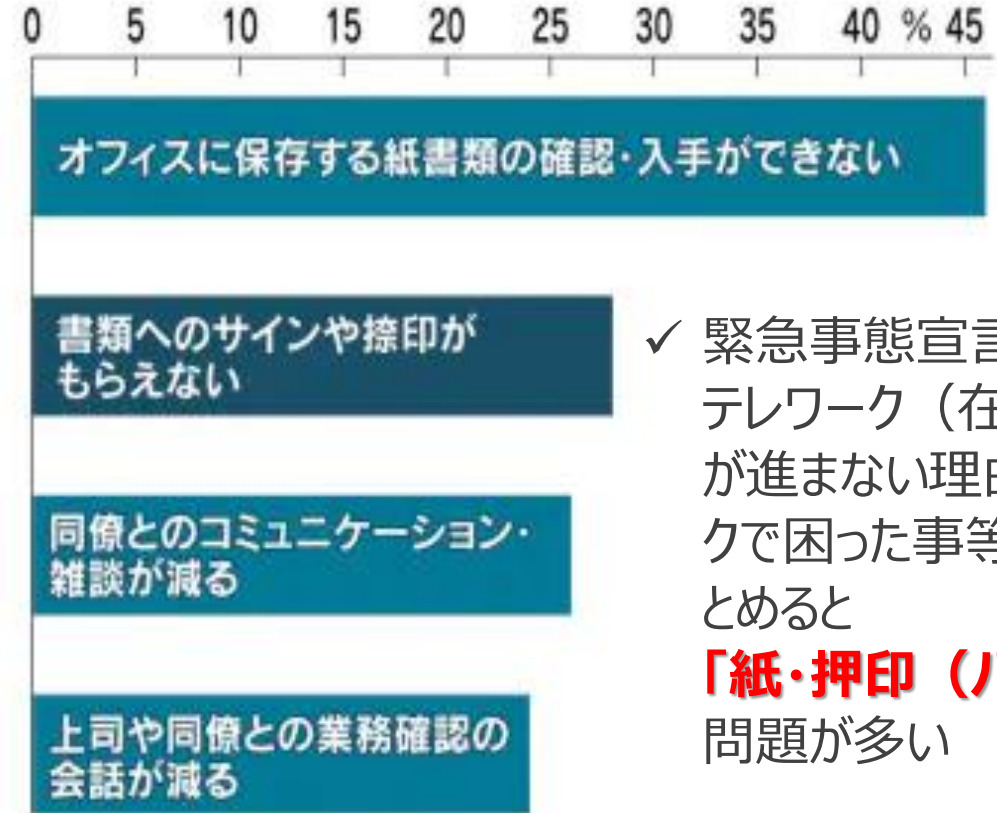 0 5 10 15 20 25 30 35 40 % 45
オフィスに保存する紙書類の確認・入手ができない
書類へのサインや捺印が
もらえない
同僚とのコミュニケーション・
雑談が減る
上司や同僚との業務確認の
会話が減る
✓ 緊急事態宣言
テレワーク（在
が進まない理由
クで困った事等
とめると
「紙・押印（ハ
問題が多い